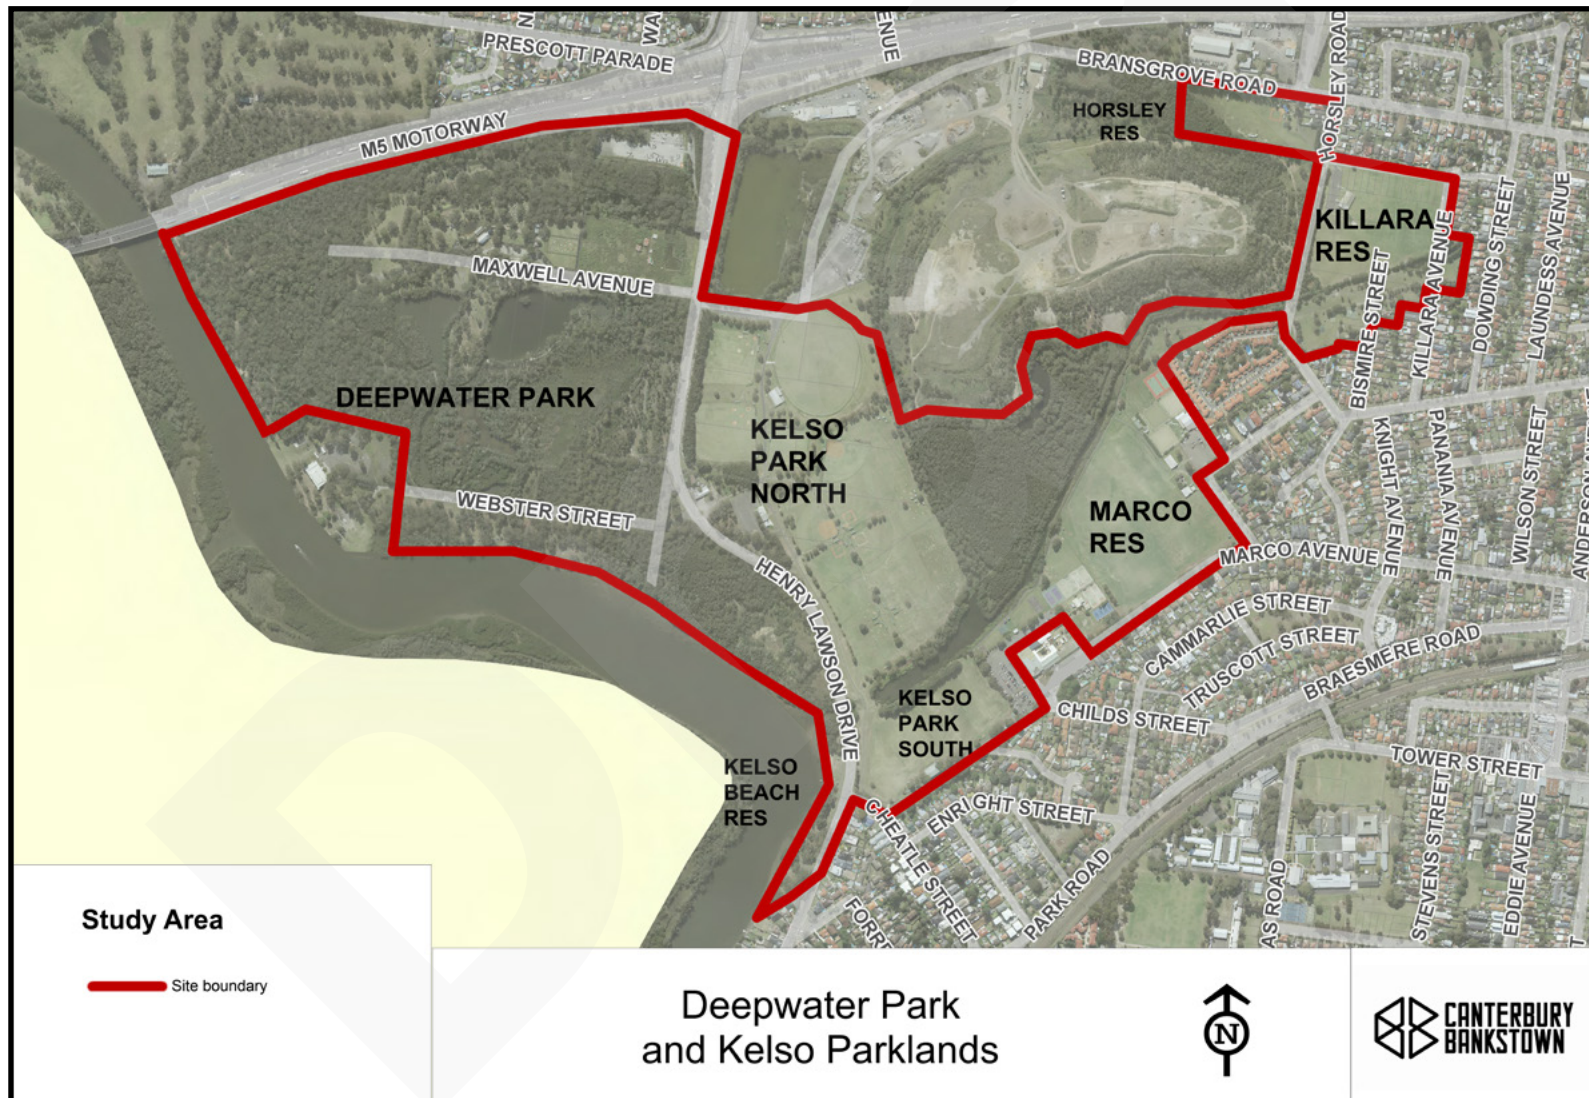 PRESCOTT PARADE
M5 MOTORWAY
BRANSGROVE ROAD
HORSLEY ROAD
HORSLEY
RES
KILLARA
RES
MAXWELL AVENUE
DEEPWATER PARK
KELSO
PARK
NORTH
WEBSTER STREET
HENRY LAWSON DRIVE
MARCO
RES
MARCO AVENUE
BISMIRE STREET
KILLARA AVENUE
DOWDING STREET
LAUNDESS AVENUE
KNIGHT AVENUE
PANANIA AVENUE
WILSON STREET
CAMMARLIE STREET
TRUSCOTT STREET
BRAESMERE ROAD
CHILDS STREET
TOWER STREET
KELSO
PARK
SOUTH
KELSO
BEACH
RES
ENRIGHT STREET
CHEATLE STREET
PARK ROAD
STEVENS STREET
EDDIE AVENUE
Study Area
Site boundary
Deepwater Park
and Kelso Parklands
N
CANTERBURY
BANKSTOWN